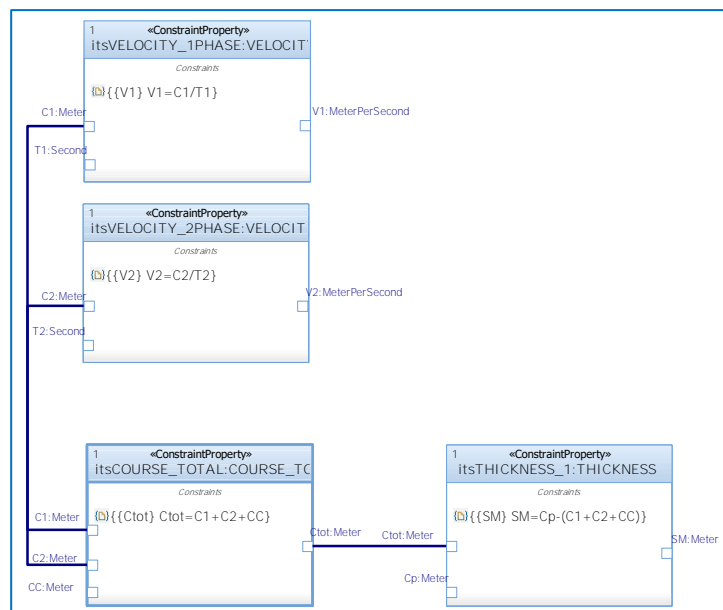 1
«ConstraintProperty»
itsVELOCITY_1PHASE:VELOCIT
Constraints
{{V1} V1=C1/T1}
C1:Meter
V1:MeterPerSecond
T1:Second
1
«ConstraintProperty»
itsVELOCITY_2PHASE:VELOCIT
Constraints
{{V2} V2=C2/T2}
C2:Meter
V2:MeterPerSecond
T2:Second
1
«ConstraintProperty»
itsCOURSE_TOTAL:COURSE_TC
Constraints
{{Ctot} Ctot=C1+C2+CC}
C1:Meter
Ctot:Meter
C2:Meter
CC:Meter
1
«ConstraintProperty»
itsTHICKNESS_1:THICKNESS
Constraints
{{SM} SM=Cp-(C1+C2+CC)}
Ctot:Meter
SM:Meter
Cp:Meter